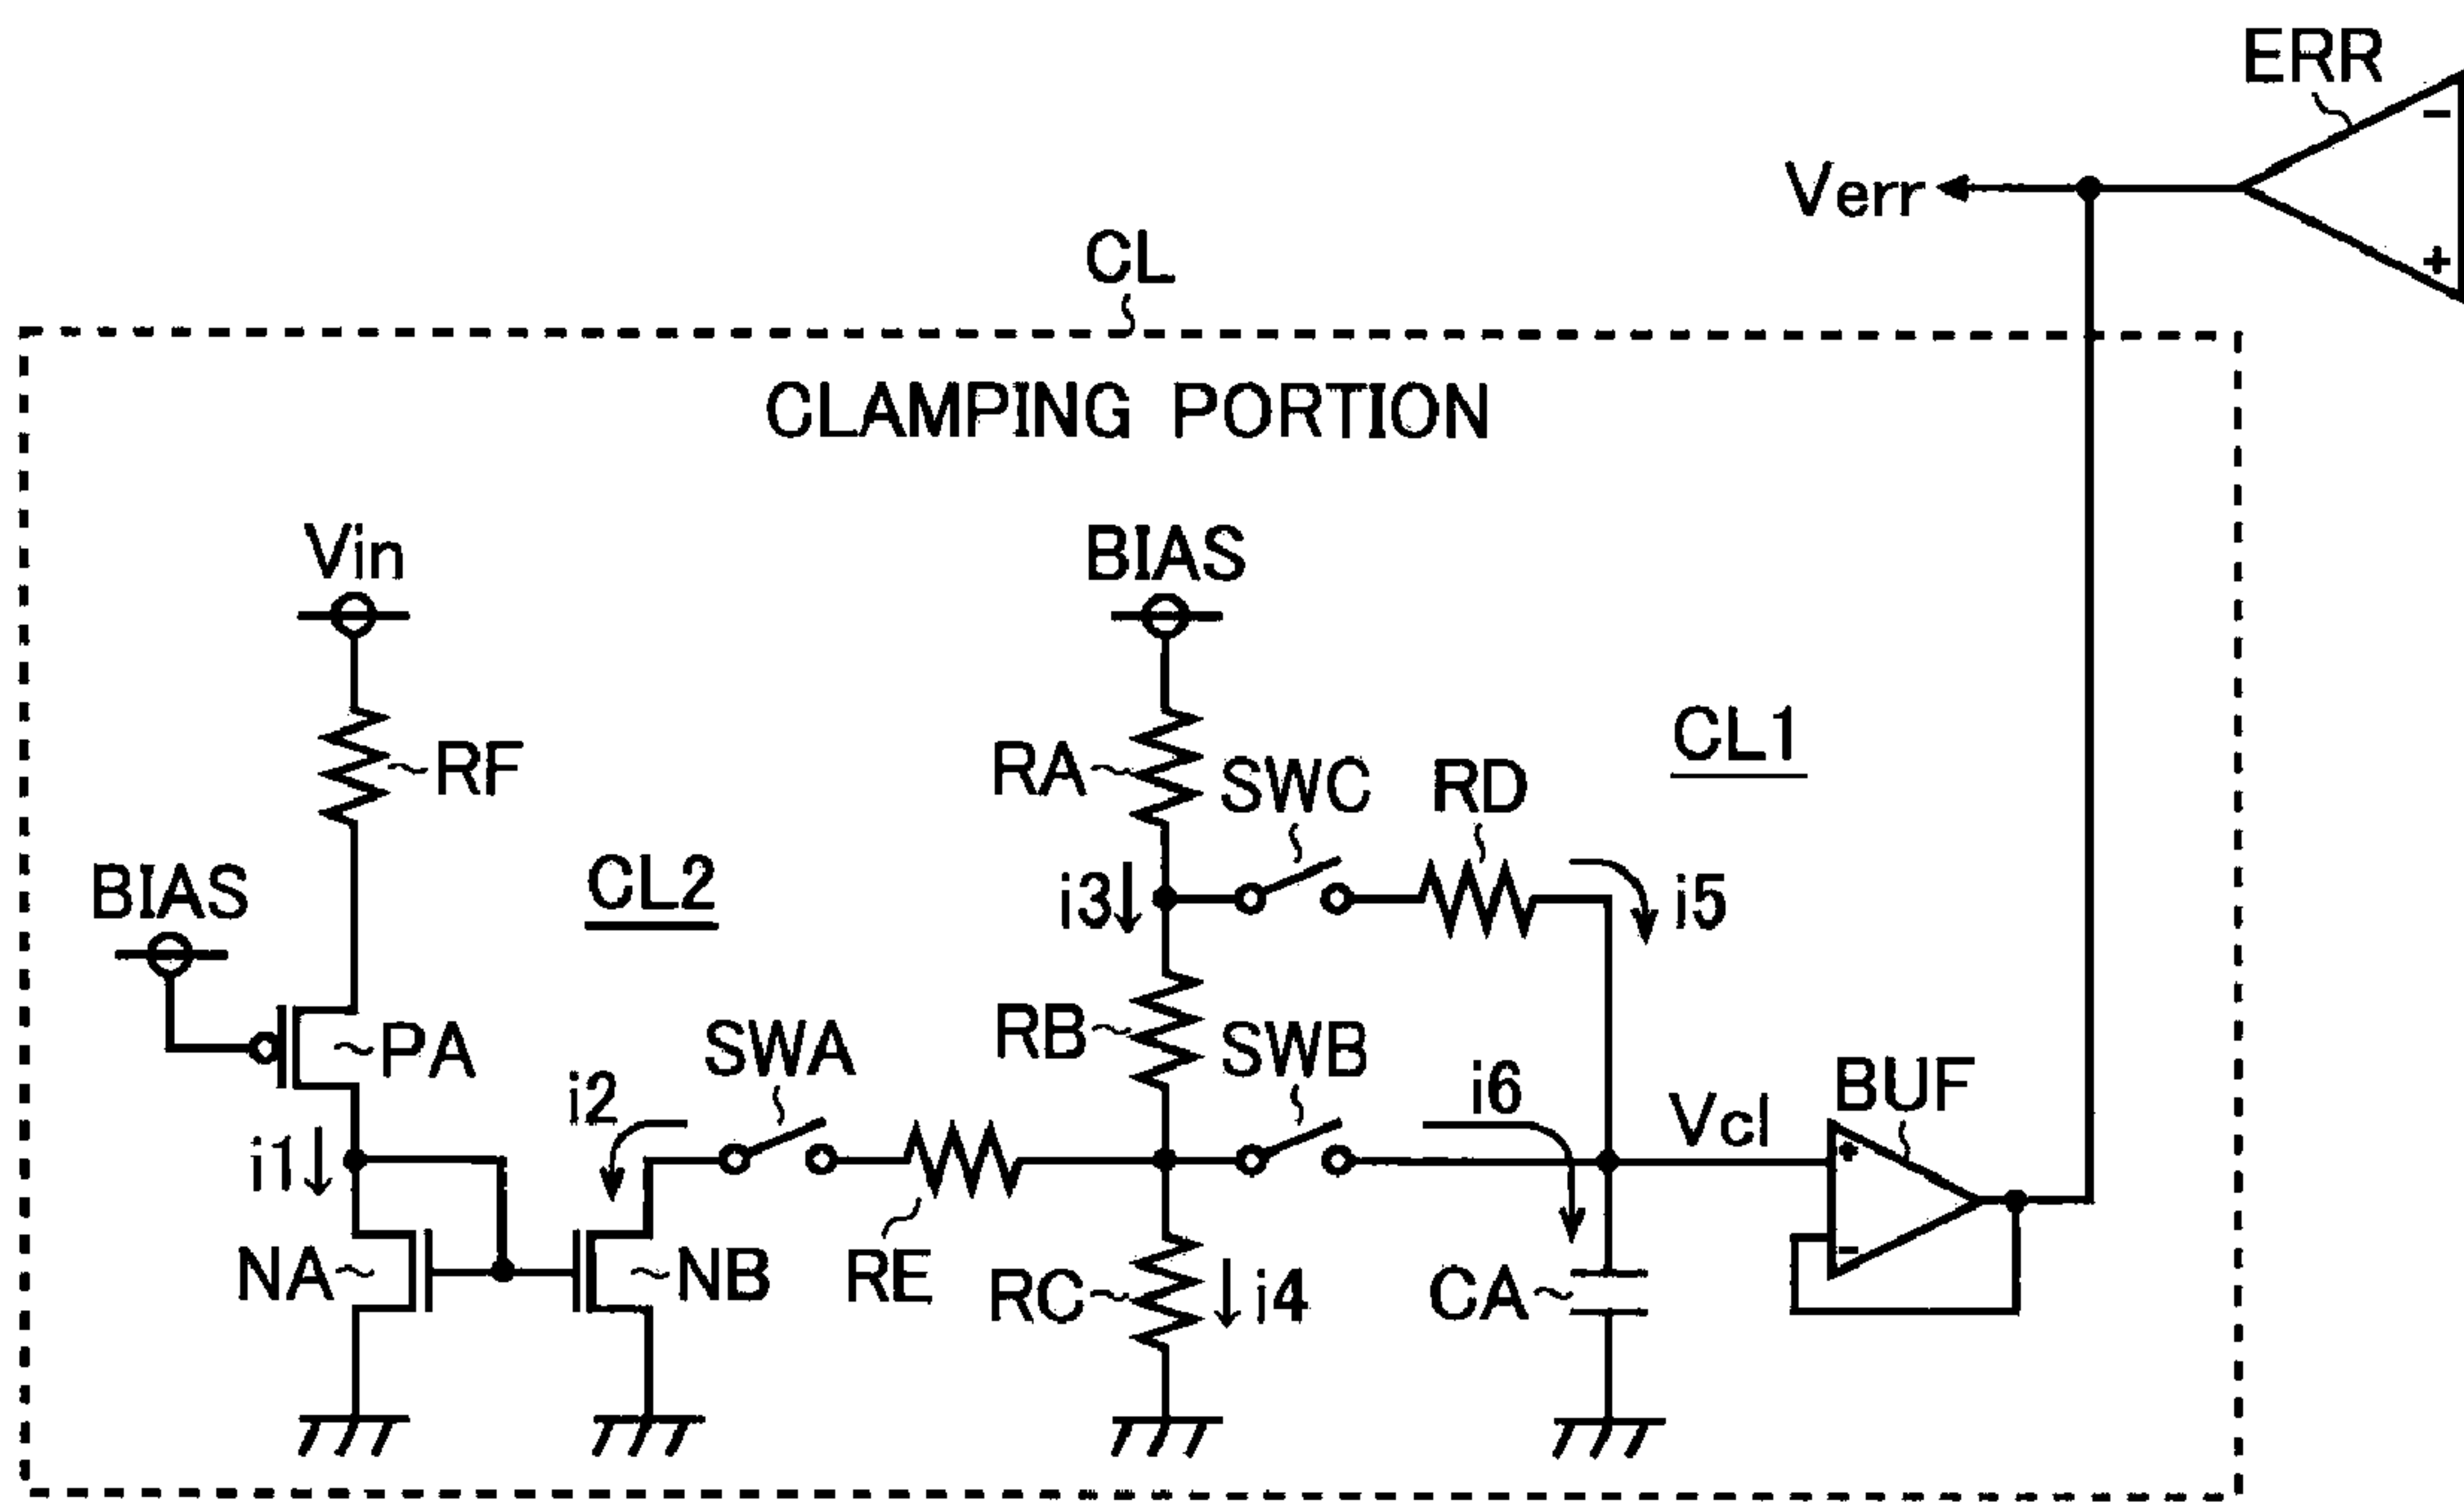 ERR
-
Verr
+
CL
CLAMPING PORTION
Vin
BIAS
RF
RA
SWC
RD
CL1
BIAS
CL2
i3
i5
PA
i2
SWA
RB
SWB
i6
Vcl
BUF
i1
+
-
NA
NB
RE
RC
i4
CA